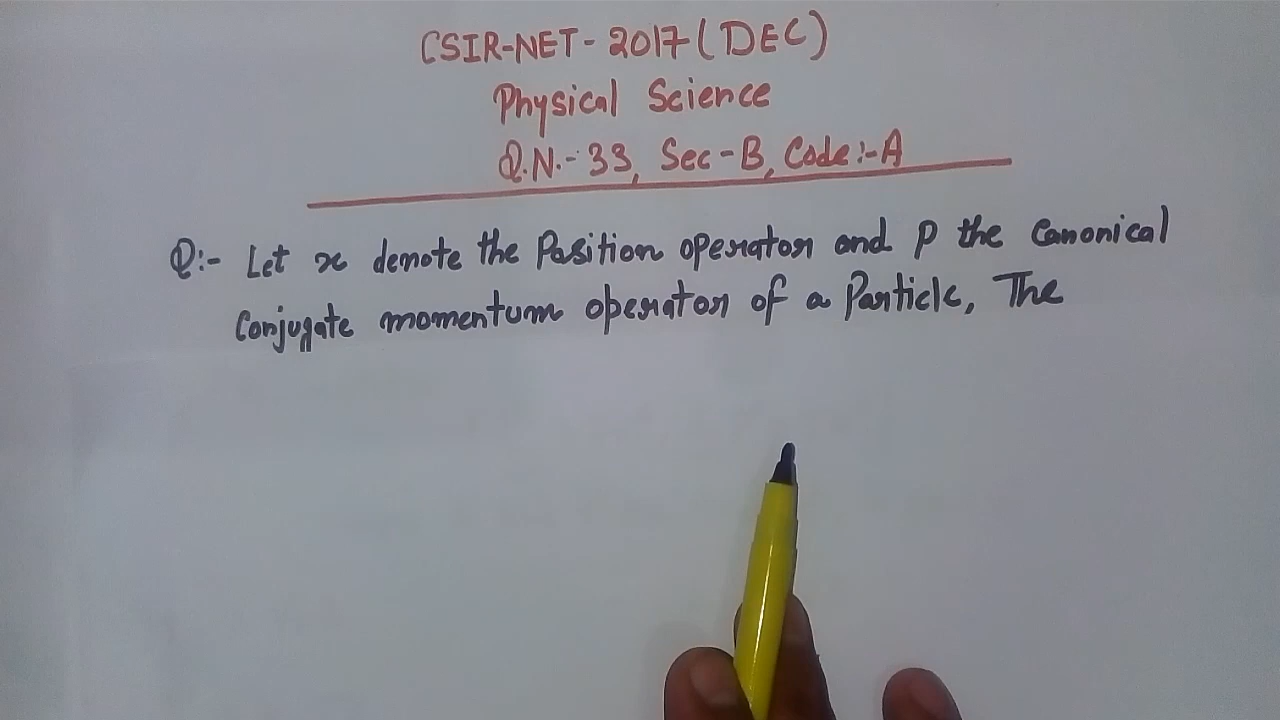 CSIR-NET- 2017 (DEC)
Physical Science
Q.N.- 33, Sec-B, Code:-A
Q:- Let x denote the Position operator and p the Canonical
Conjugate momentum operator of a Particle, The